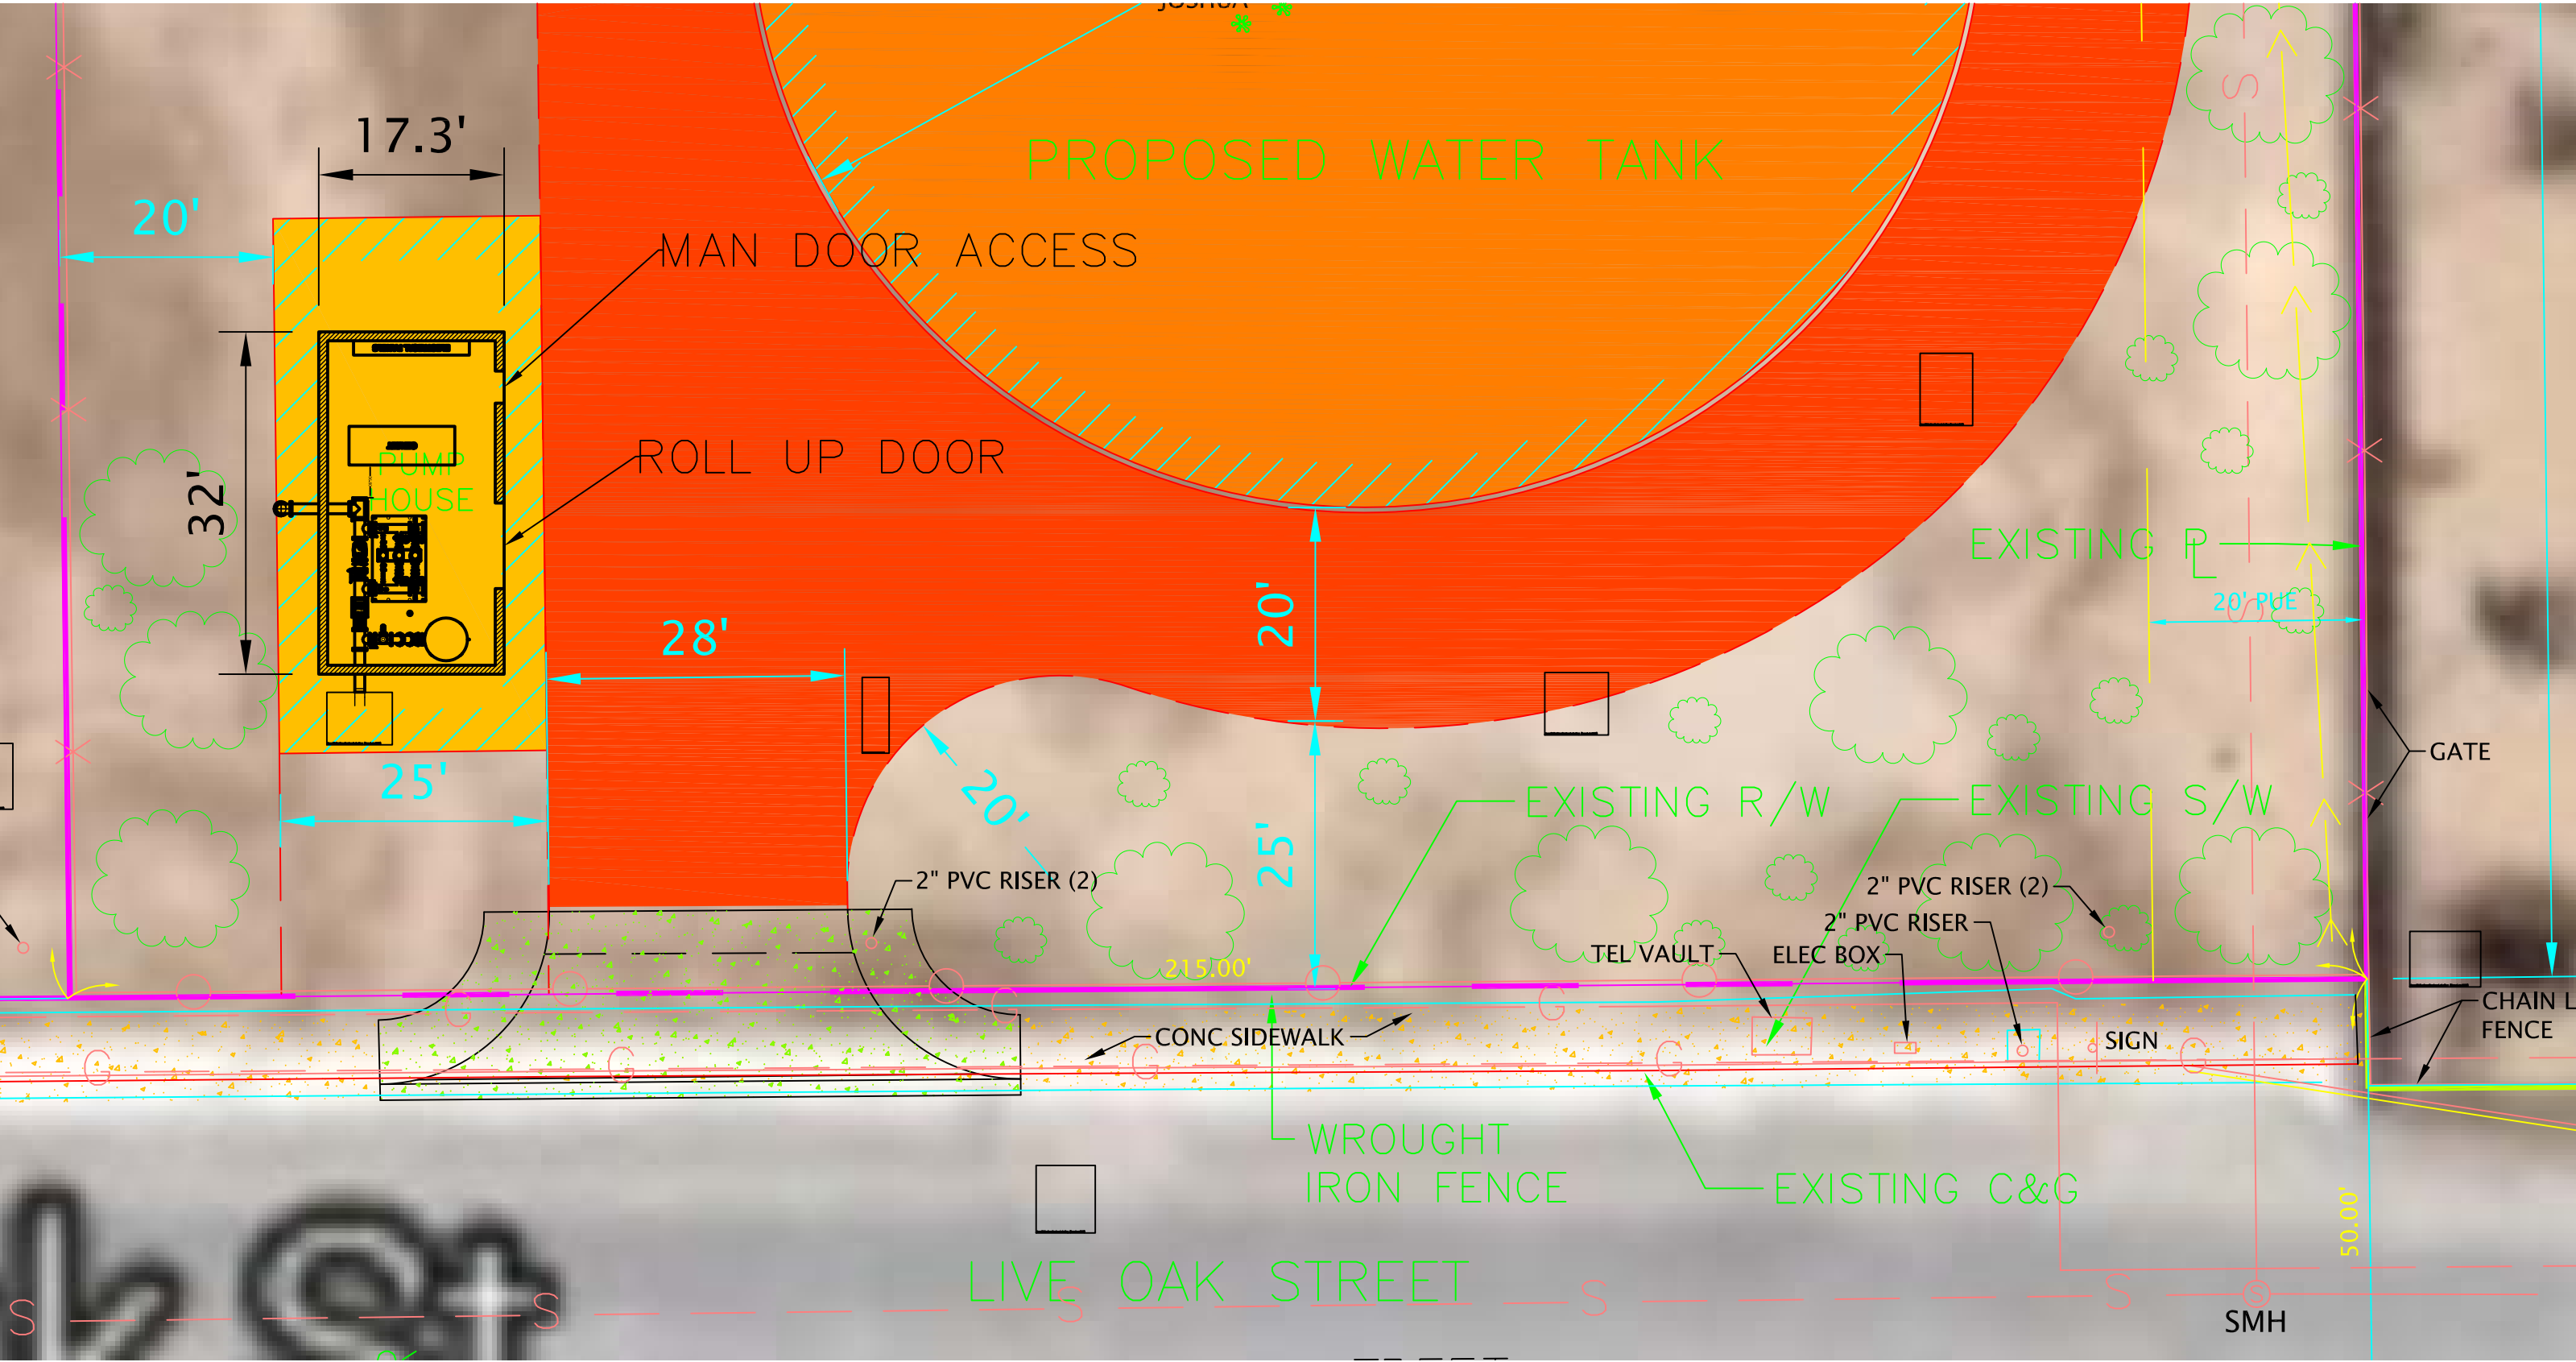 JOSHUA
17.3'
PROPOSED WATER TANK
20'
MAN DOOR ACCESS
ROLL UP DOOR
PUMP
HOUSE
32'
EXISTING PL
20' PUE
S
S
20'
28'
GATE
25'
20'
25'
EXISTING R/W
EXISTING S/W
2" PVC RISER (2)
2" PVC RISER (2)
2" PVC RISER
TEL VAULT
ELEC BOX
215.00'
G
G
G
CHAIN L
FENCE
CONC SIDEWALK
SIGN
G
G
G
G
G
WROUGHT
IRON FENCE
EXISTING C&G
50.00'
LIVE OAK STREET
S
S
S
S
S
S
SMH
k St